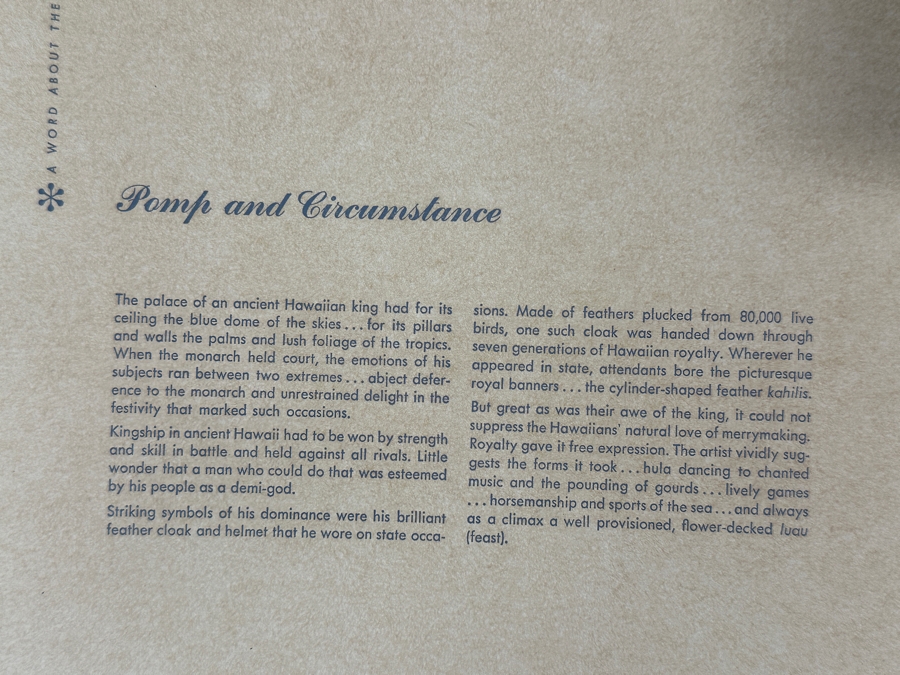 A WORD ABOUT THE
Pomp and Circumstance
The palace of an ancient Hawaiian king had for its
ceiling the blue dome of the skies...for its pillars
and walls the palms and lush foliage of the tropics.
When the monarch held court, the emotions of his
subjects ran between two extremes...abject defer-
ence to the monarch and unrestrained delight in the
festivity that marked such occasions.
Kingship in ancient Hawaii had to be won by strength
and skill in battle and held against all rivals. Little
wonder that a man who could do that was esteemed
by his people as a demi-god.
Striking symbols of his dominance were his brilliant
feather cloak and helmet that he wore on state occa-
sions. Made of feathers plucked from 80,000 live
birds, one such cloak was handed down through
seven generations of Hawaiian royalty. Wherever he
appeared in state, attendants bore the picturesque
royal banners...the cylinder-shaped feather kahilis.
But great as was their awe of the king, it could not
suppress the Hawaiians' natural love of merrymaking.
Royalty gave it free expression. The artist vividly sug-
gests the forms it took...hula dancing to chanted
music and the pounding of gourds...lively games
...horsemanship and sports of the sea...and always
as a climax a well provisioned, flower-decked luau
(feast).